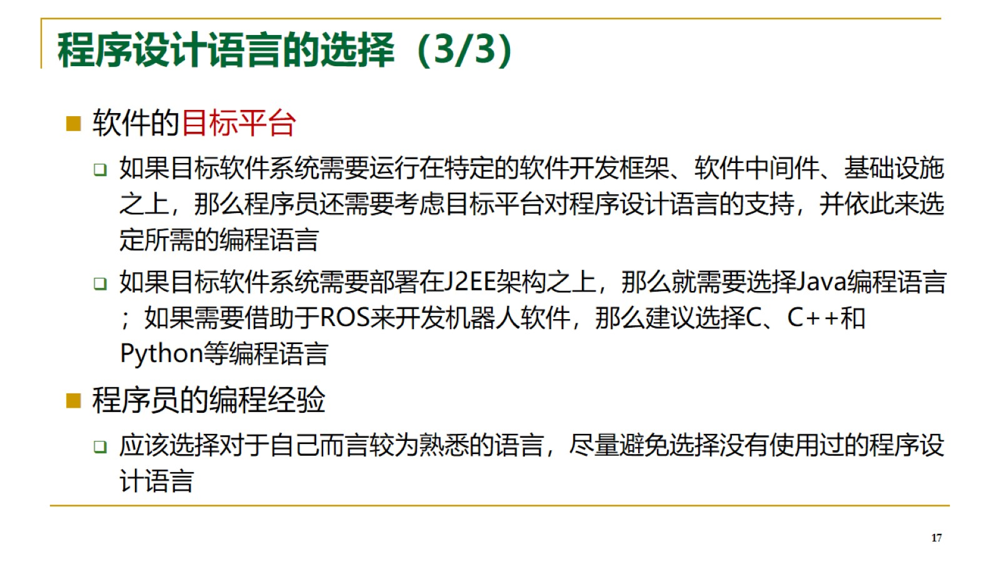 程序设计语言的选择（3/3）
软件的目标平台
如果目标软件系统需要运行在特定的软件开发框架、软件中间件、基础设施
之上，那么程序员还需要考虑目标平台对程序设计语言的支持，并依此来选
定所需的编程语言
如果目标软件系统需要部署在J2EE架构之上，那么就需要选择Java编程语言
；如果需要借助于ROS来开发机器人软件，那么建议选择C、C++和
Python等编程语言
程序员的编程经验
应该选择对于自己而言较为熟悉的语言，尽量避免选择没有使用过的程序设
计语言
17